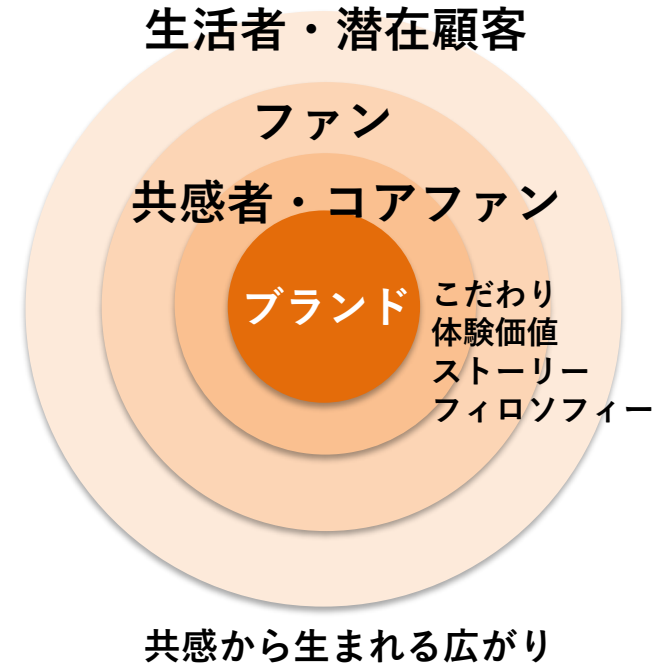 生活者・潜在顧客
ファン
共感者・コアファン
ブランド
こだわり
体験価値
ストーリー
フィロソフィー
共感から生まれる広がり